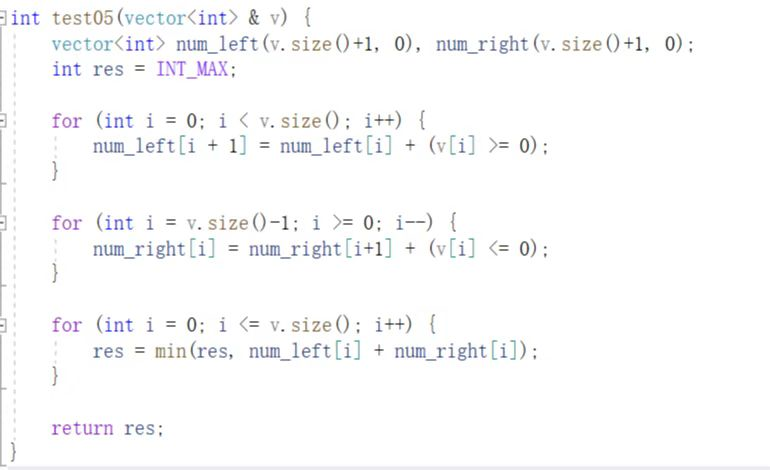 int test05(vector<int> & v) {
    vector<int> num_left(v.size()+1, 0), num_right(v.size()+1, 0);
    int res = INT_MAX;
    for (int i = 0; i < v.size(); i++) {
        num_left[i + 1] = num_left[i] + (v[i] >= 0);
    }
    for (int i = v.size()-1; i >= 0; i--) {
        num_right[i] = num_right[i+1] + (v[i] <= 0);
    }
    for (int i = 0; i <= v.size(); i++) {
        res = min(res, num_left[i] + num_right[i]);
    }
    return res;
}